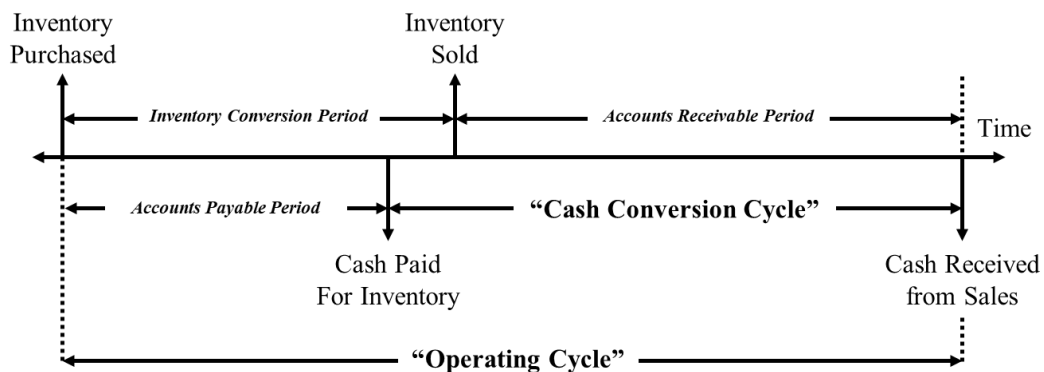 Inventory
Purchased
Inventory
Sold
Inventory Conversion Period
Accounts Receivable Period
Time
Accounts Payable Period
“Cash Conversion Cycle”
Cash Paid
For Inventory
Cash Received
from Sales
“Operating Cycle”